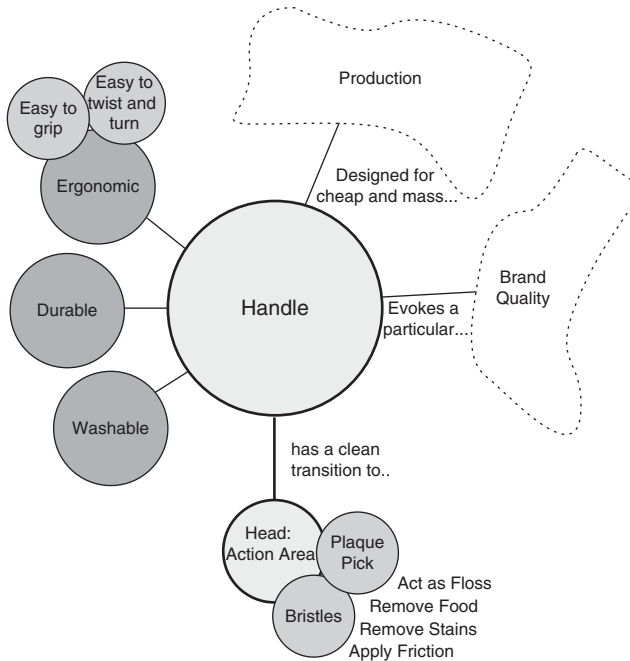 Production
Easy to
twist and
turn
Easy to
grip
Ergonomic
Designed for
cheap and mass...
Durable
Handle
Brand
Quality
Evokes a
particular...
Washable
has a clean
transition to..
Head:
Action Area
Plaque
Pick
Bristles
Act as Floss
Remove Food
Remove Stains
Apply Friction